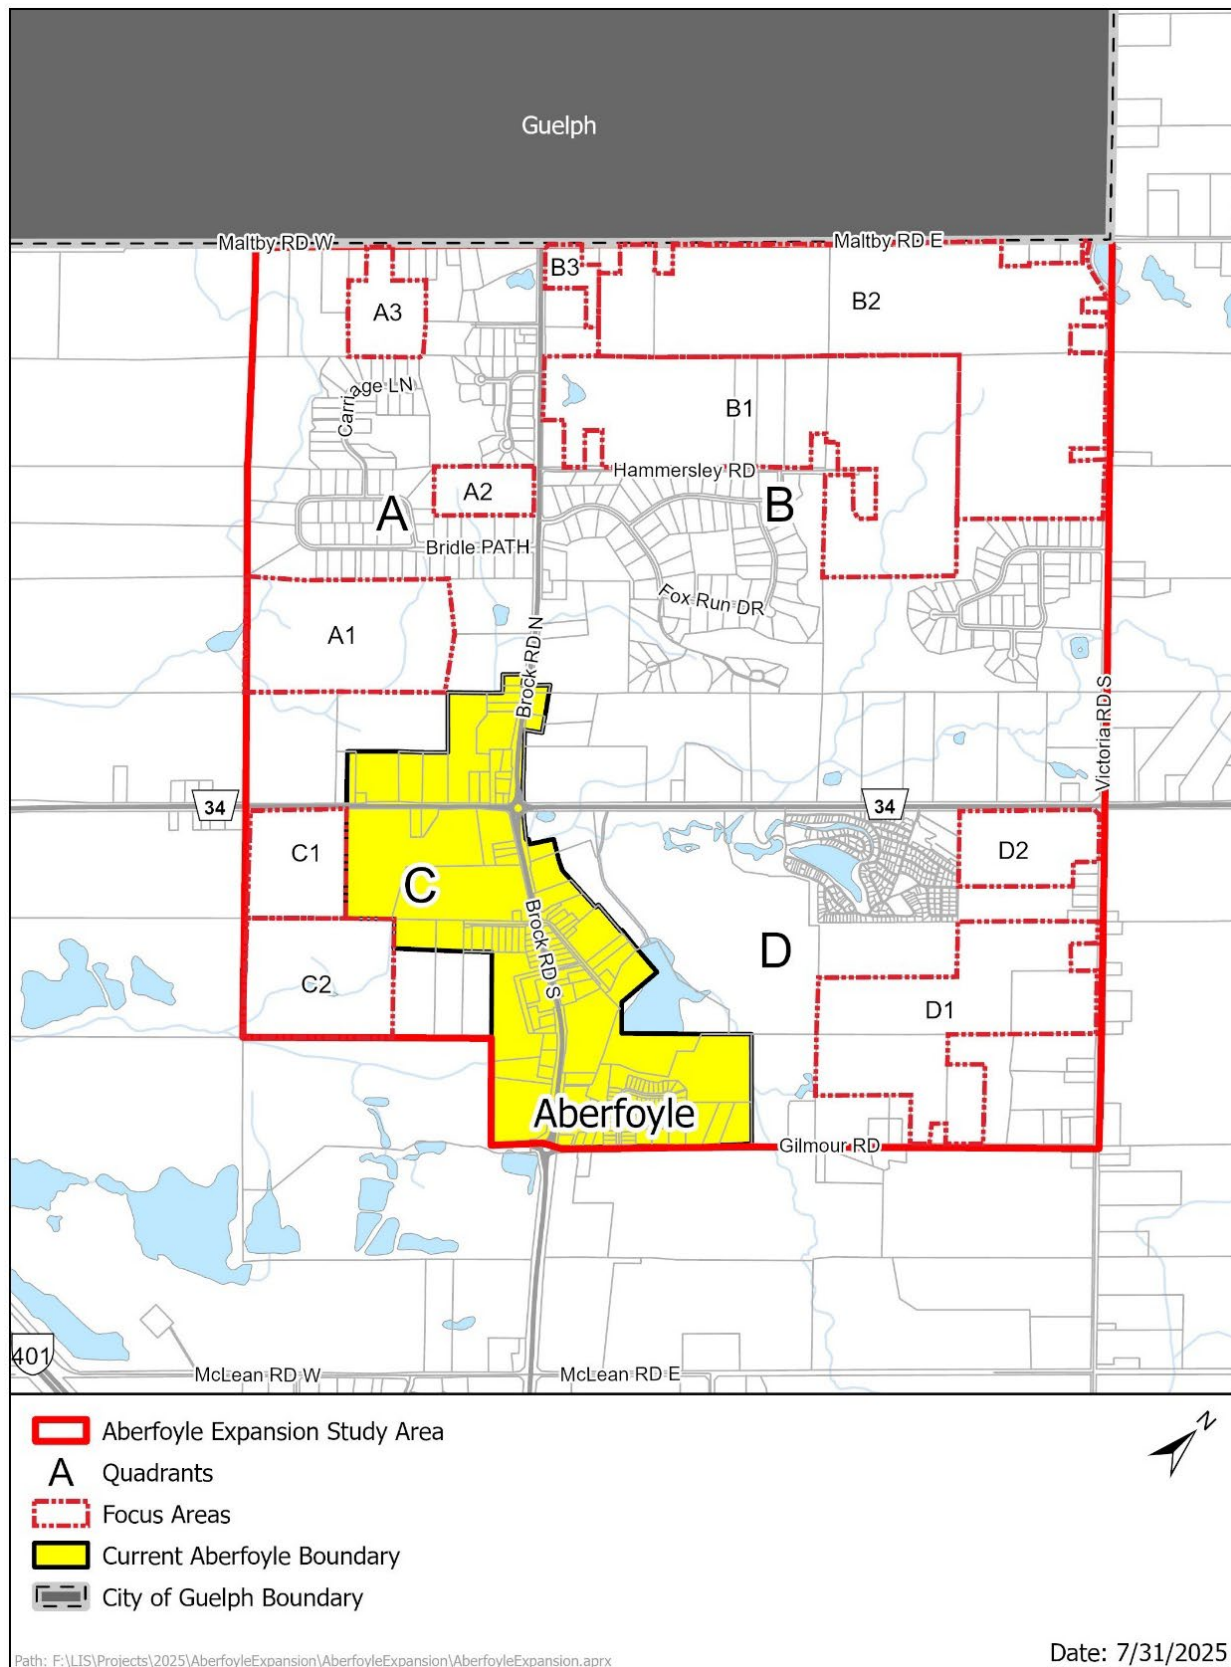 Guelph
Maltby RD W
Maltby RD E
B3
B2
A3
Carriage LN
B1
Hammersley RD
A2
A
B
Bridle PATH
Fox Run DR
A1
Brock RD N
Victoria RD S
34
34
C1
D2
C
Brock RD S
D
C2
D1
Aberfoyle
Gilmour RD
401
McLean RD W
McLean RD E
Aberfoyle Expansion Study Area
N
A Quadrants
Focus Areas
Current Aberfoyle Boundary
City of Guelph Boundary
Path: F:\LIS\Projects\2025\AberfoyleExpansion\AberfoyleExpansion\AberfoyleExpansion.aprx
Date: 7/31/2025